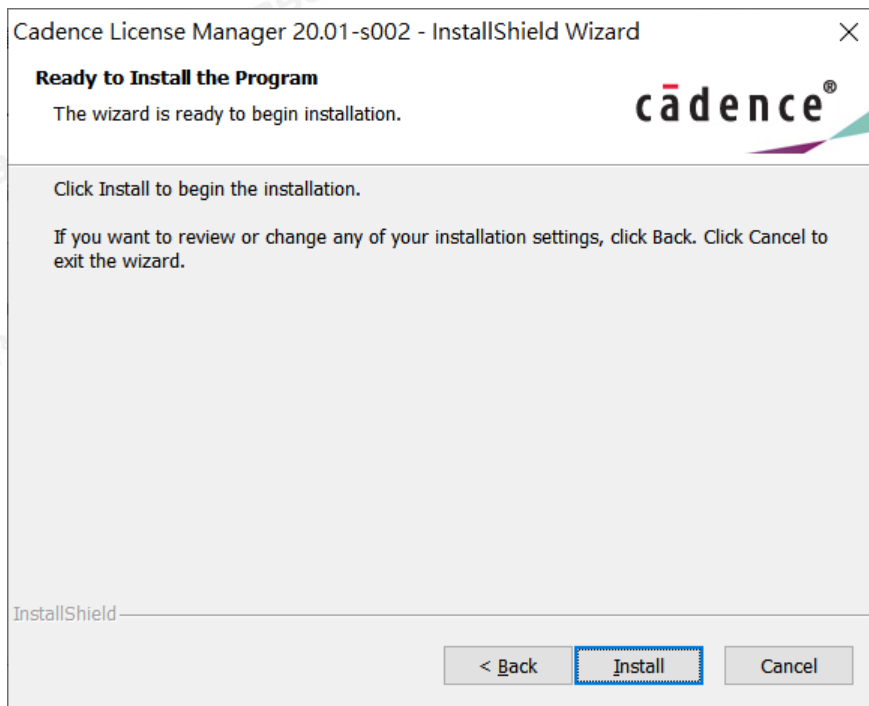 Cadence License Manager 20.01-s002 - InstallShield Wizard
Ready to Install the Program
The wizard is ready to begin installation.
cādence®
Click Install to begin the installation.
If you want to review or change any of your installation settings, click Back. Click Cancel to
exit the wizard.
InstallShield
< Back
Install
Cancel